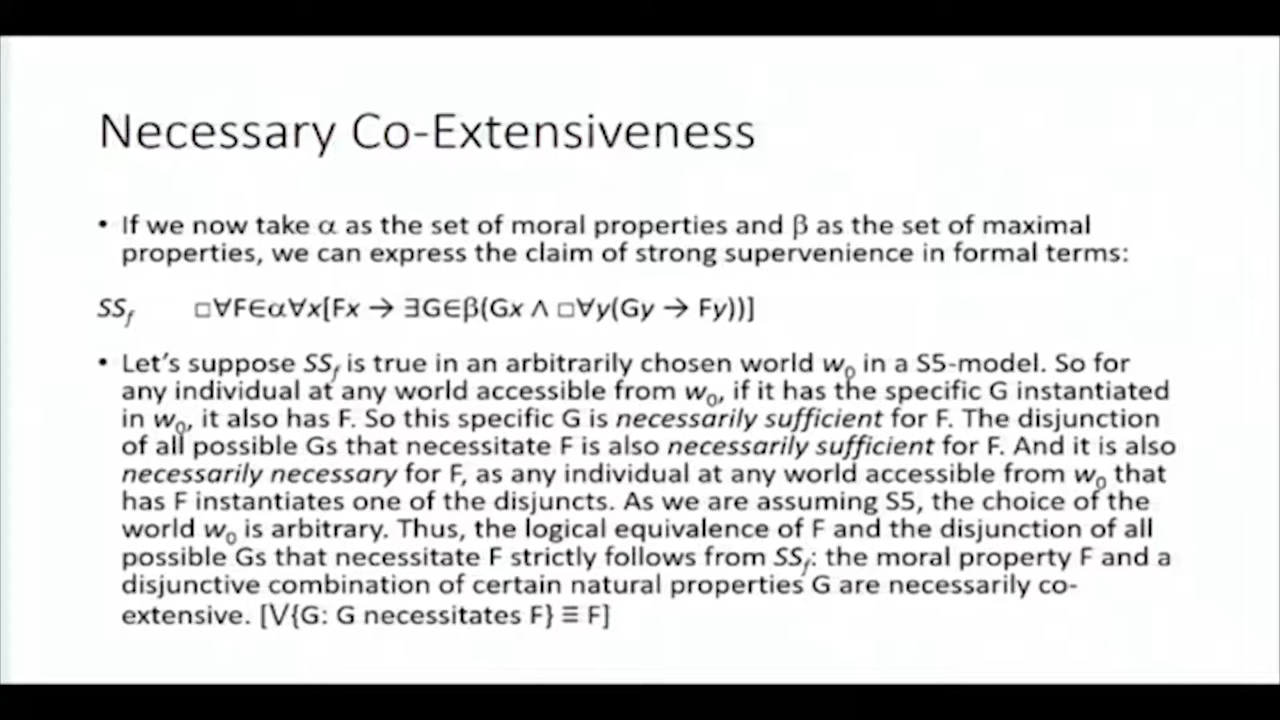 Necessary Co-Extensiveness
• If we now take α as the set of moral properties and β as the set of maximal
properties, we can express the claim of strong supervenience in formal terms:
SSf □∀F∈α∀x[Fx → ∃G∈β(Gx ∧ □∀y(Gy → Fy))]
• Let's suppose SSf is true in an arbitrarily chosen world w0 in a S5-model. So for
any individual at any world accessible from w0, if it has the specific G instantiated
in w0, it also has F. So this specific G is necessarily sufficient for F. The disjunction
of all possible Gs that necessitate F is also necessarily sufficient for F. And it is also
necessarily necessary for F, as any individual at any world accessible from w0 that
has F instantiates one of the disjuncts. As we are assuming S5, the choice of the
world w0 is arbitrary. Thus, the logical equivalence of F and the disjunction of all
possible Gs that necessitate F strictly follows from SSf: the moral property F and a
disjunctive combination of certain natural properties G are necessarily co-
extensive. [V{G: G necessitates F} ≡ F]